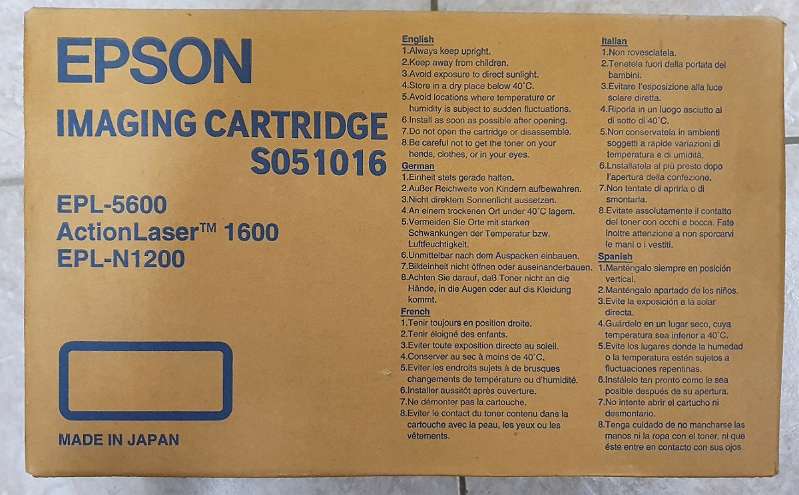 EPSON
IMAGING CARTRIDGE
S051016
EPL-5600
ActionLaser™ 1600
EPL-N1200
MADE IN JAPAN
English
1.Always keep upright.
2.Keep away from children.
3.Avoid exposure to direct sunlight.
4.Store in a dry place below 40˚C.
5.Avoid locations where temperature or
humidity is subject to sudden fluctuations.
6.Install as soon as possible after opening.
7.Do not open the cartridge or disassemble.
8.Be careful not to get the toner on your
hends, clothes, or in your eyes.
German
1.Einheit stets gerade halten.
2.Außer Reichweite von Kindern aufbewahren.
3.Nicht direktem Sonnenlicht aussetzen.
4.An einem trockenen Ort under 40˚C lagern.
5.Vermeiden Sie Orte mit starken
Schwankungen der Temperatur bzw.
Luftfeuchtigkeit.
6.Unmittelbar nach dem Auspacken einbauen.
7.Bildeinheit nicht öffnen oder auseinanderbauen.
8.Achten Sie darauf, daß Toner nicht an die
Hände, in die Augen oder auf die Kleidung
kommt.
French
1.Tenir toujours en position droite.
2.Tenir éloigné des enfants.
3.Eviter toute exposition directe au soleil.
4.Conserver au sec à moins de 40˚C.
5.Eviter les endroits sujets à de brusques
changements de température ou d'humidité.
6.Installer aussitôt après ouverture.
7.Ne démonter pas la cartouche.
8.Eviter le contact du toner contenu dans la
cartouche avec la peau, les yeux ou les
vêtements.
Italian
1.Non rovesciatela.
2.Tenetela fuori della portata dei
bambini.
3.Evitare l'esposizione alla luce
solare diretta.
4.Riporla in un luogo asciutto al
di sotto di 40˚C.
5.Non conservatela in ambienti
soggetti a rapide variazioni di
temperatura e di umidità.
6.Installatela al più presto dopo
l'apertura della confezione.
7.Non tentate di aprirla o di
smontarla.
8.Evitate assolutamente il contatto
del toner con occhi e bocca. Fate
inoltre attenzione a non sporcarvi
le mani o i vestiti.
Spanish
1.Manténgalo siempre en posición
vertical.
2.Manténgalo apartado de los niños.
3.Evite la exposición a la solar
directa.
4.Guárdelo en un lugar seco, cuya
temperatura sea inferior a 40˚C.
5.Evite los lugares donde la humedad
o la temperatura estén sujetos a
fluctuaciones repentinas.
6.Instálelo tan pronto como le sea
posible después de su apertura.
7.No intente abrir el cartucho ni
desmontario.
8.Tenga cuidado de no mancharse las
manos ni la ropa con el toner, ni que
éste entre en contacto con sus ojos.